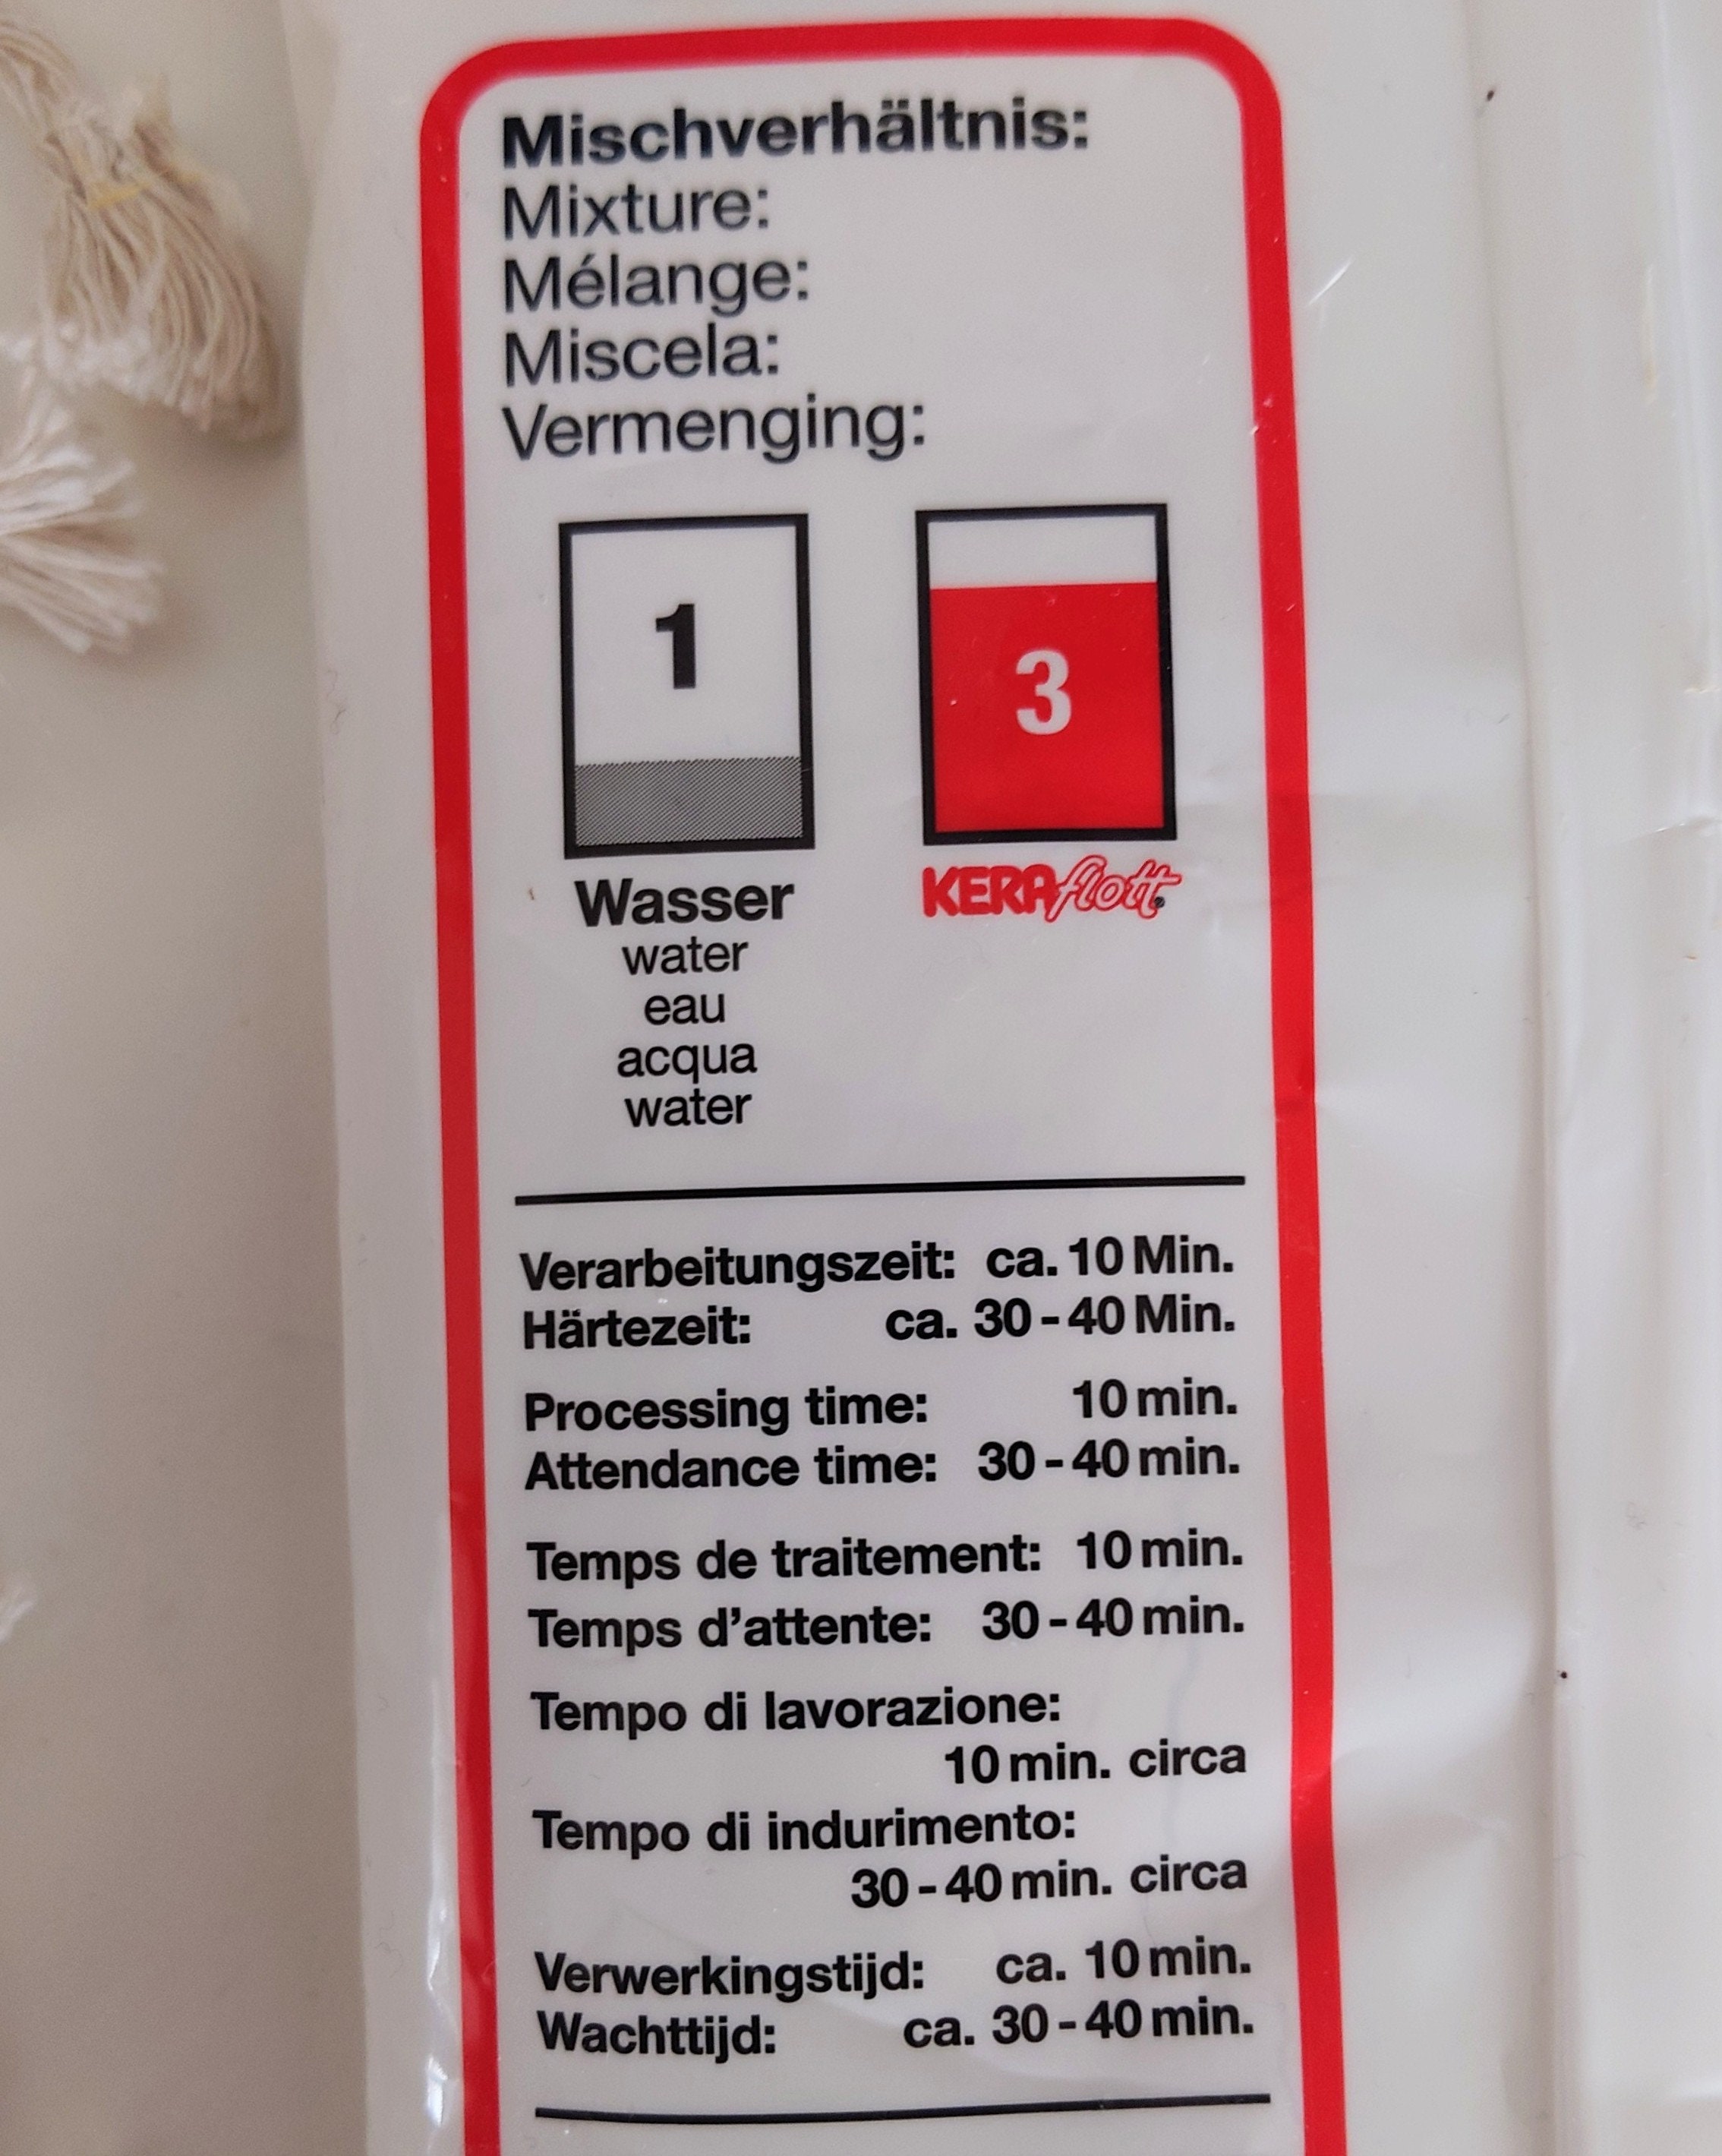 Mischverhältnis:
Mixture:
Mélange:
Miscela:
Vermenging:
1 3
Wasser KERAflott
water
eau
acqua
water
Verarbeitungszeit: ca. 10 Min.
Härtezeit: ca. 30 - 40 Min.
Processing time: 10 min.
Attendance time: 30 - 40 min.
Temps de traitement: 10 min.
Temps d’attente: 30 - 40 min.
Tempo di lavorazione:
10 min. circa
Tempo di indurimento:
30 - 40 min. circa
Verwerkingstijd: ca. 10 min.
Wachttijd: ca. 30 - 40 min.